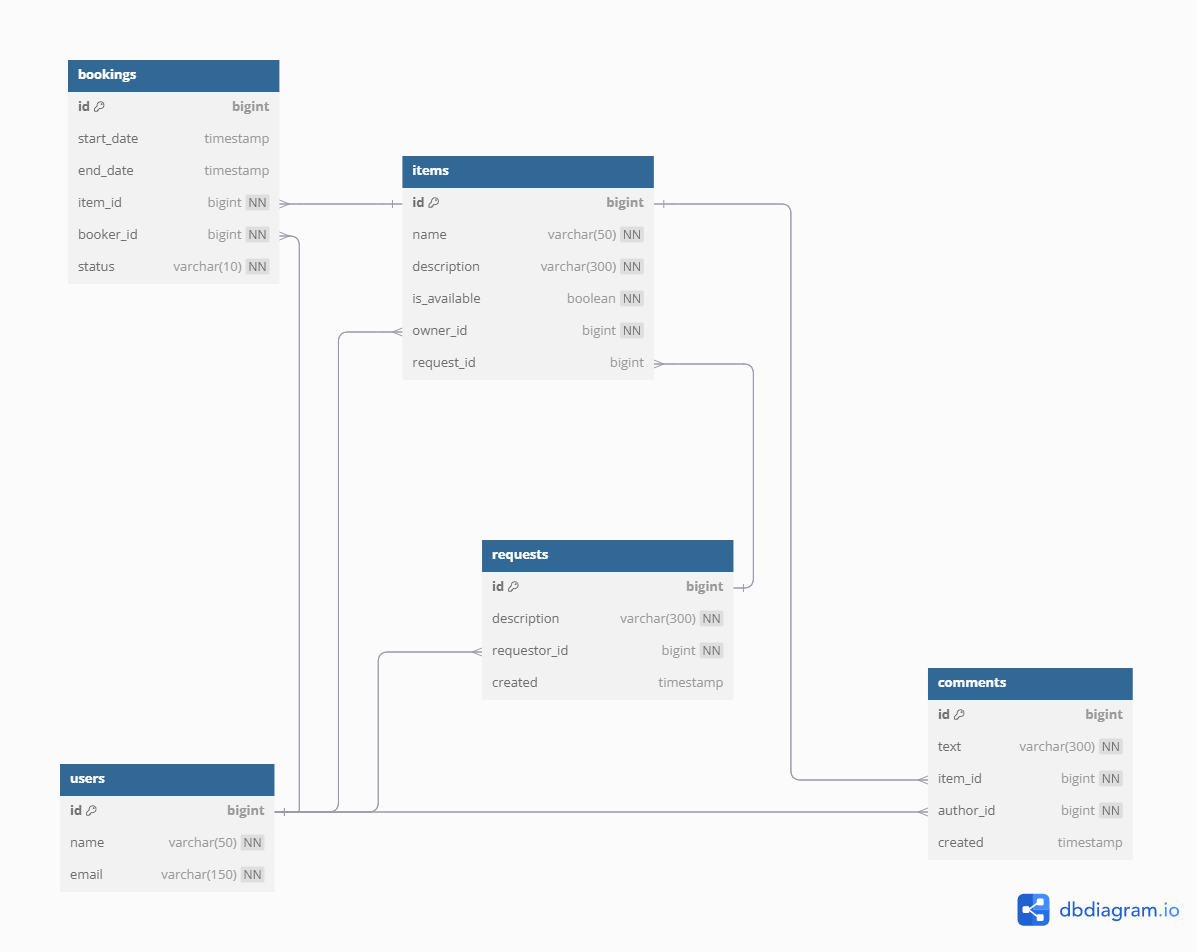 bookings
id bigint
start_date timestamp
end_date timestamp
item_id bigint NN
booker_id bigint NN
status varchar(10) NN
items
id bigint
name varchar(50) NN
description varchar(300) NN
is_available boolean NN
owner_id bigint NN
request_id bigint
requests
id bigint
description varchar(300) NN
requestor_id bigint NN
created timestamp
comments
id bigint
text varchar(300) NN
item_id bigint NN
author_id bigint NN
created timestamp
users
id bigint
name varchar(50) NN
email varchar(150) NN
dbdiagram.io